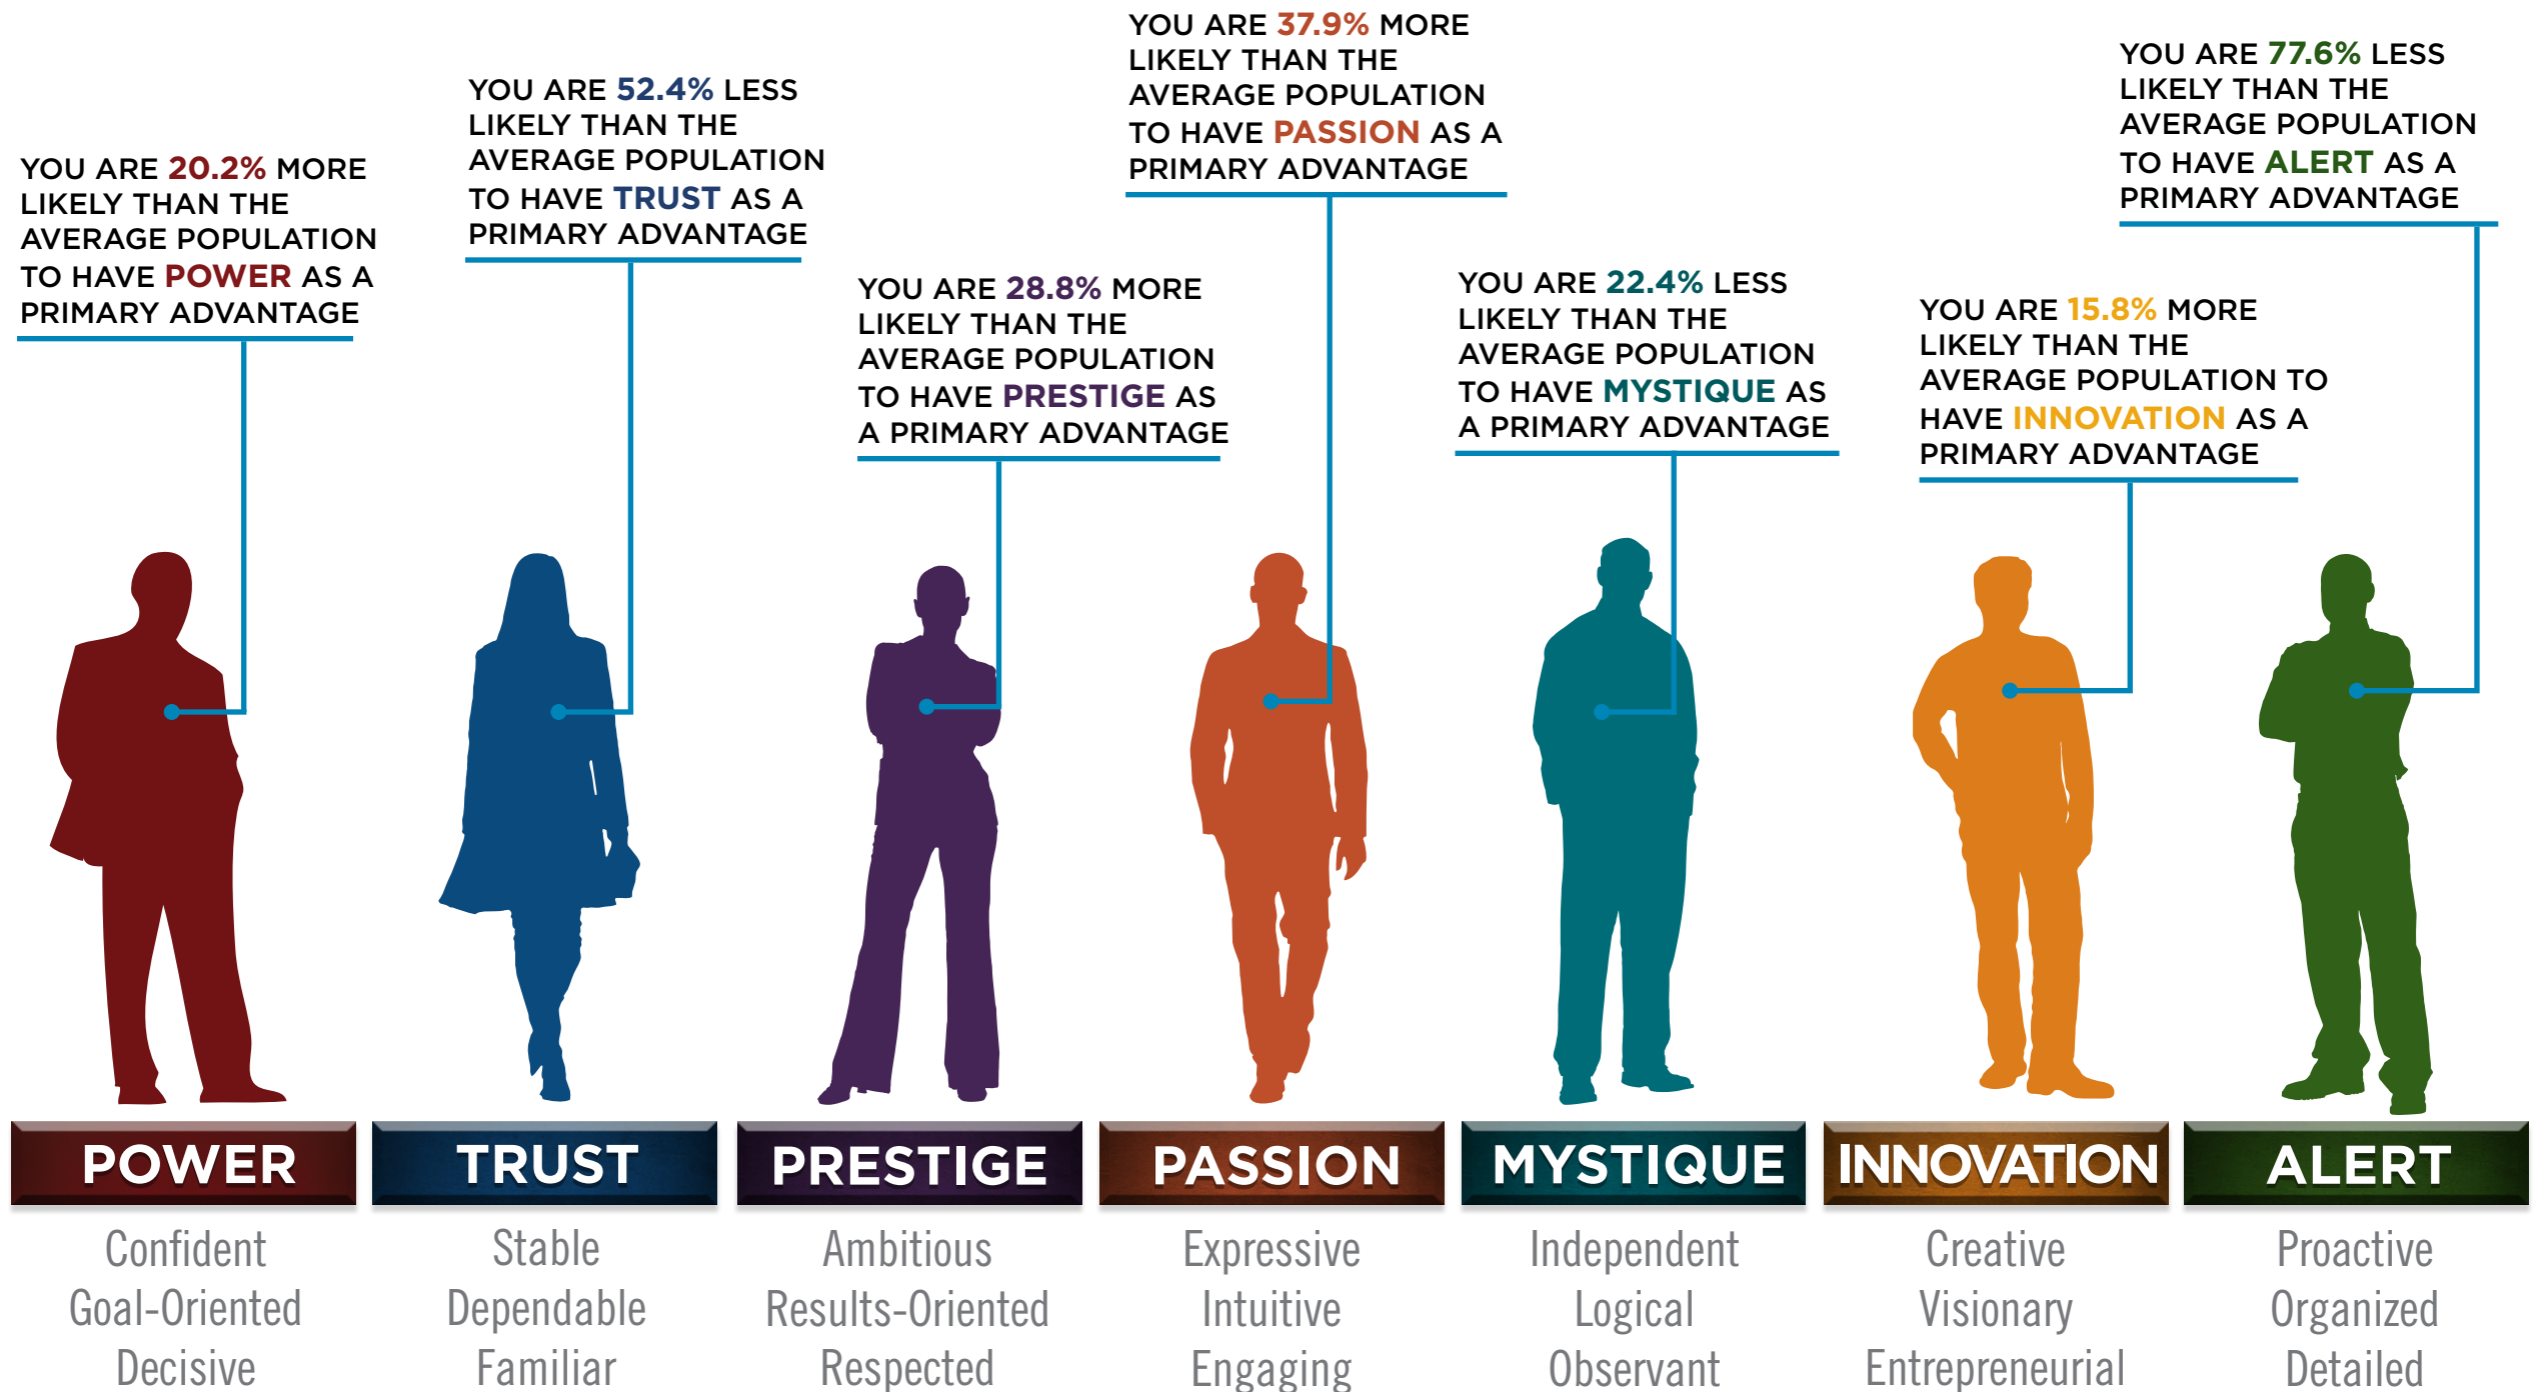 YOU ARE 20.2% MORE
LIKELY THAN THE
AVERAGE POPULATION
TO HAVE POWER AS A
PRIMARY ADVANTAGE
YOU ARE 52.4% LESS
LIKELY THAN THE
AVERAGE POPULATION
TO HAVE TRUST AS A
PRIMARY ADVANTAGE
YOU ARE 28.8% MORE
LIKELY THAN THE
AVERAGE POPULATION
TO HAVE PRESTIGE AS
A PRIMARY ADVANTAGE
YOU ARE 37.9% MORE
LIKELY THAN THE
AVERAGE POPULATION
TO HAVE PASSION AS A
PRIMARY ADVANTAGE
YOU ARE 22.4% LESS
LIKELY THAN THE
AVERAGE POPULATION
TO HAVE MYSTIQUE AS
A PRIMARY ADVANTAGE
YOU ARE 15.8% MORE
LIKELY THAN THE
AVERAGE POPULATION TO
HAVE INNOVATION AS A
PRIMARY ADVANTAGE
YOU ARE 77.6% LESS
LIKELY THAN THE
AVERAGE POPULATION
TO HAVE ALERT AS A
PRIMARY ADVANTAGE
POWER
Confident
Goal-Oriented
Decisive
TRUST
Stable
Dependable
Familiar
PRESTIGE
Ambitious
Results-Oriented
Respected
PASSION
Expressive
Intuitive
Engaging
MYSTIQUE
Independent
Logical
Observant
INNOVATION
Creative
Visionary
Entrepreneurial
ALERT
Proactive
Organized
Detailed